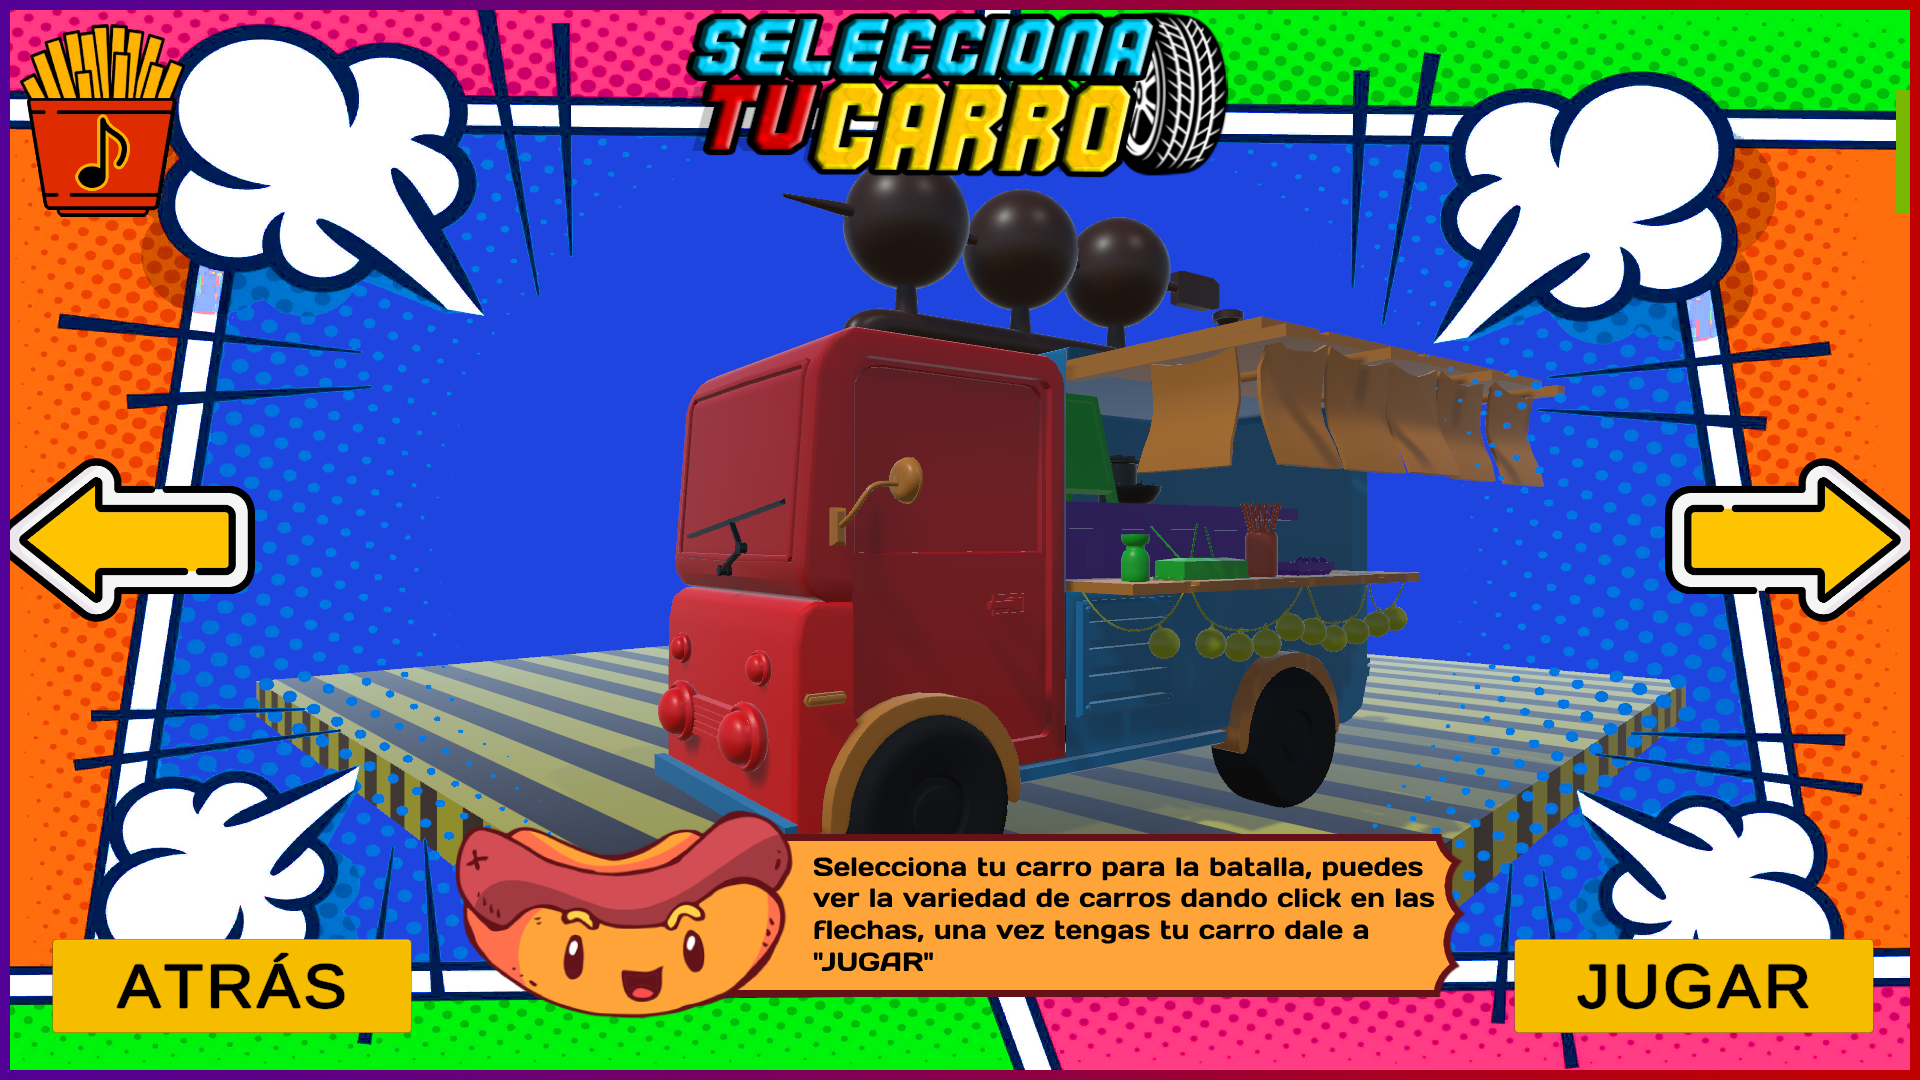 SELECCIONA
TU CARRO
Selecciona tu carro para la batalla, puedes
ver la variedad de carros dando click en las
flechas, una vez tengas tu carro dale a
"JUGAR"
ATRÁS
JUGAR